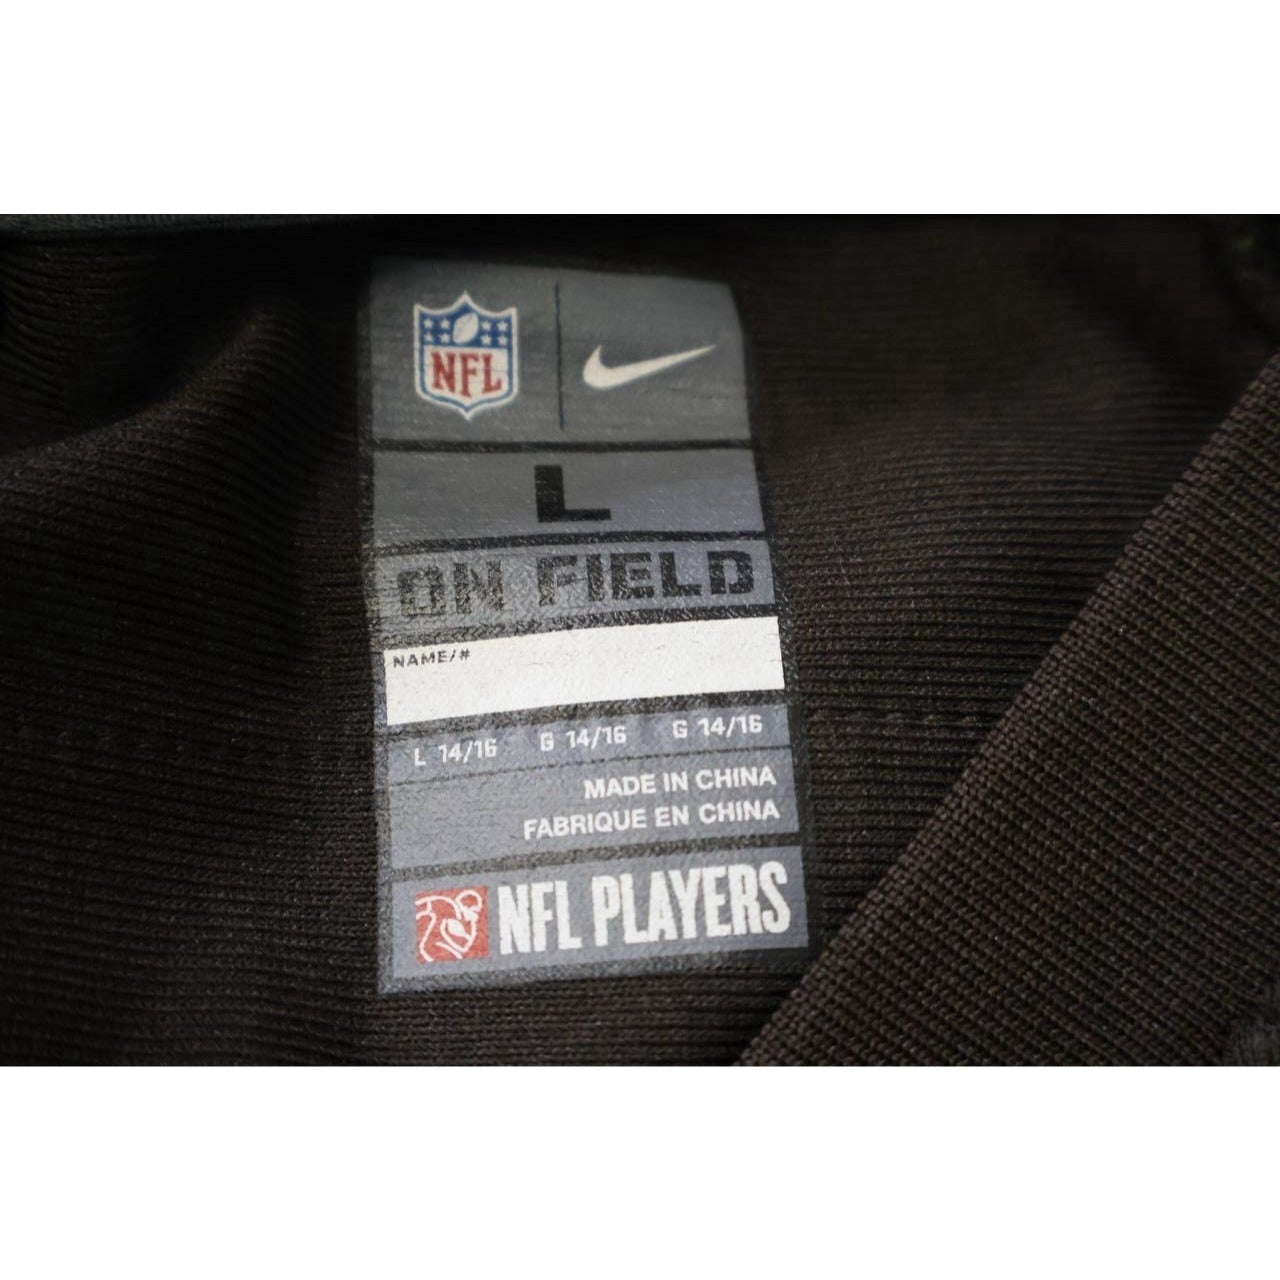 NFL
L
ON FIELD
NAME/#
L 14/16 G 14/16 G 14/16
MADE IN CHINA
FABRIQUE EN CHINA
NFL PLAYERS